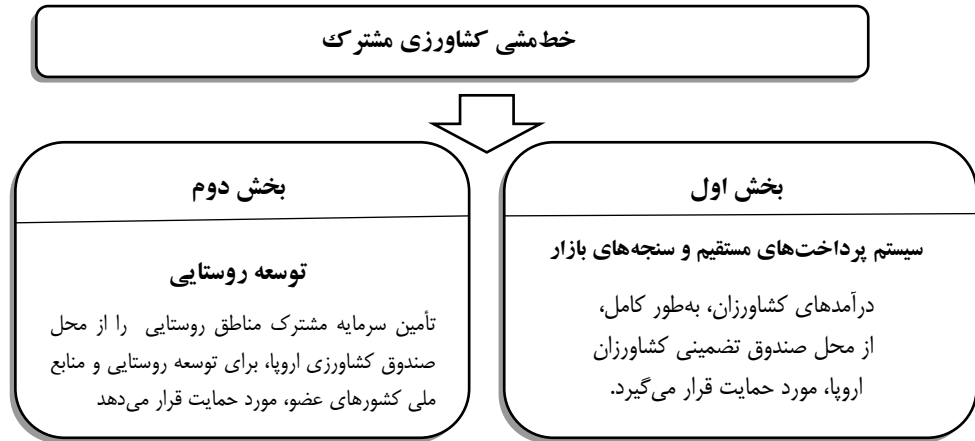 خط‌مشی کشاورزی مشترک
بخش اول
سیستم پرداخت‌های مستقیم و سنجه‌های بازار
درآمدهای کشاورزان، به‌طور کامل،
از محل صندوق تضمینی کشاورزان
اروپا، مورد حمایت قرار می‌گیرد.
بخش دوم
توسعه روستایی
تأمین سرمایه مشترک مناطق روستایی را از محل
صندوق کشاورزی اروپا، برای توسعه روستایی و منابع
ملی کشورهای عضو، مورد حمایت قرار می‌دهد